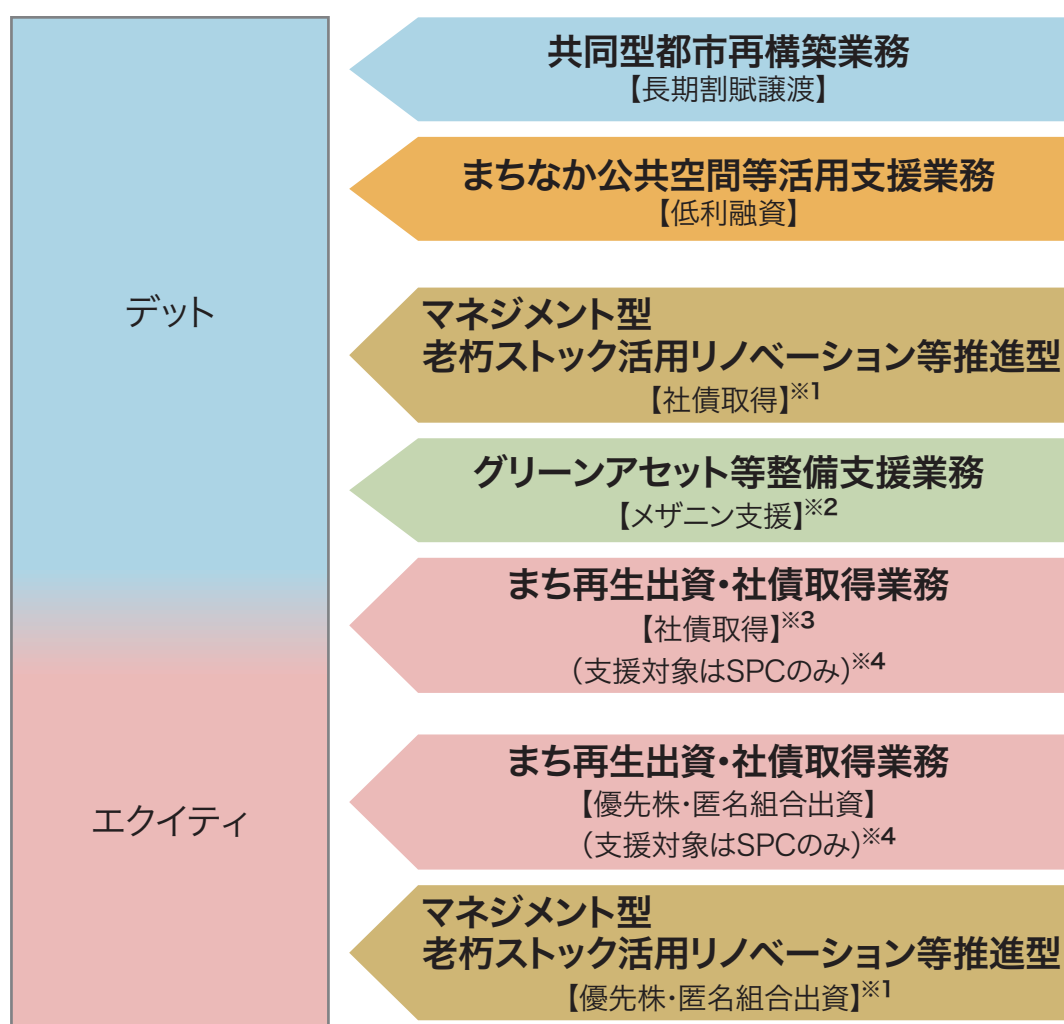 デット
エクイティ
共同型都市再構築業務
【長期割賦譲渡】
まちなか公共空間等活用支援業務
【低利融資】
マネジメント型
老朽ストック活用リノベーション等推進型
【社債取得】※1
グリーンアセット等整備支援業務
【メザニン支援】※2
まち再生出資・社債取得業務
【社債取得】※3
（支援対象はSPCのみ）※4
まち再生出資・社債取得業務
【優先株・匿名組合出資】
（支援対象はSPCのみ）※4
マネジメント型
老朽ストック活用リノベーション等推進型
【優先株・匿名組合出資】※1